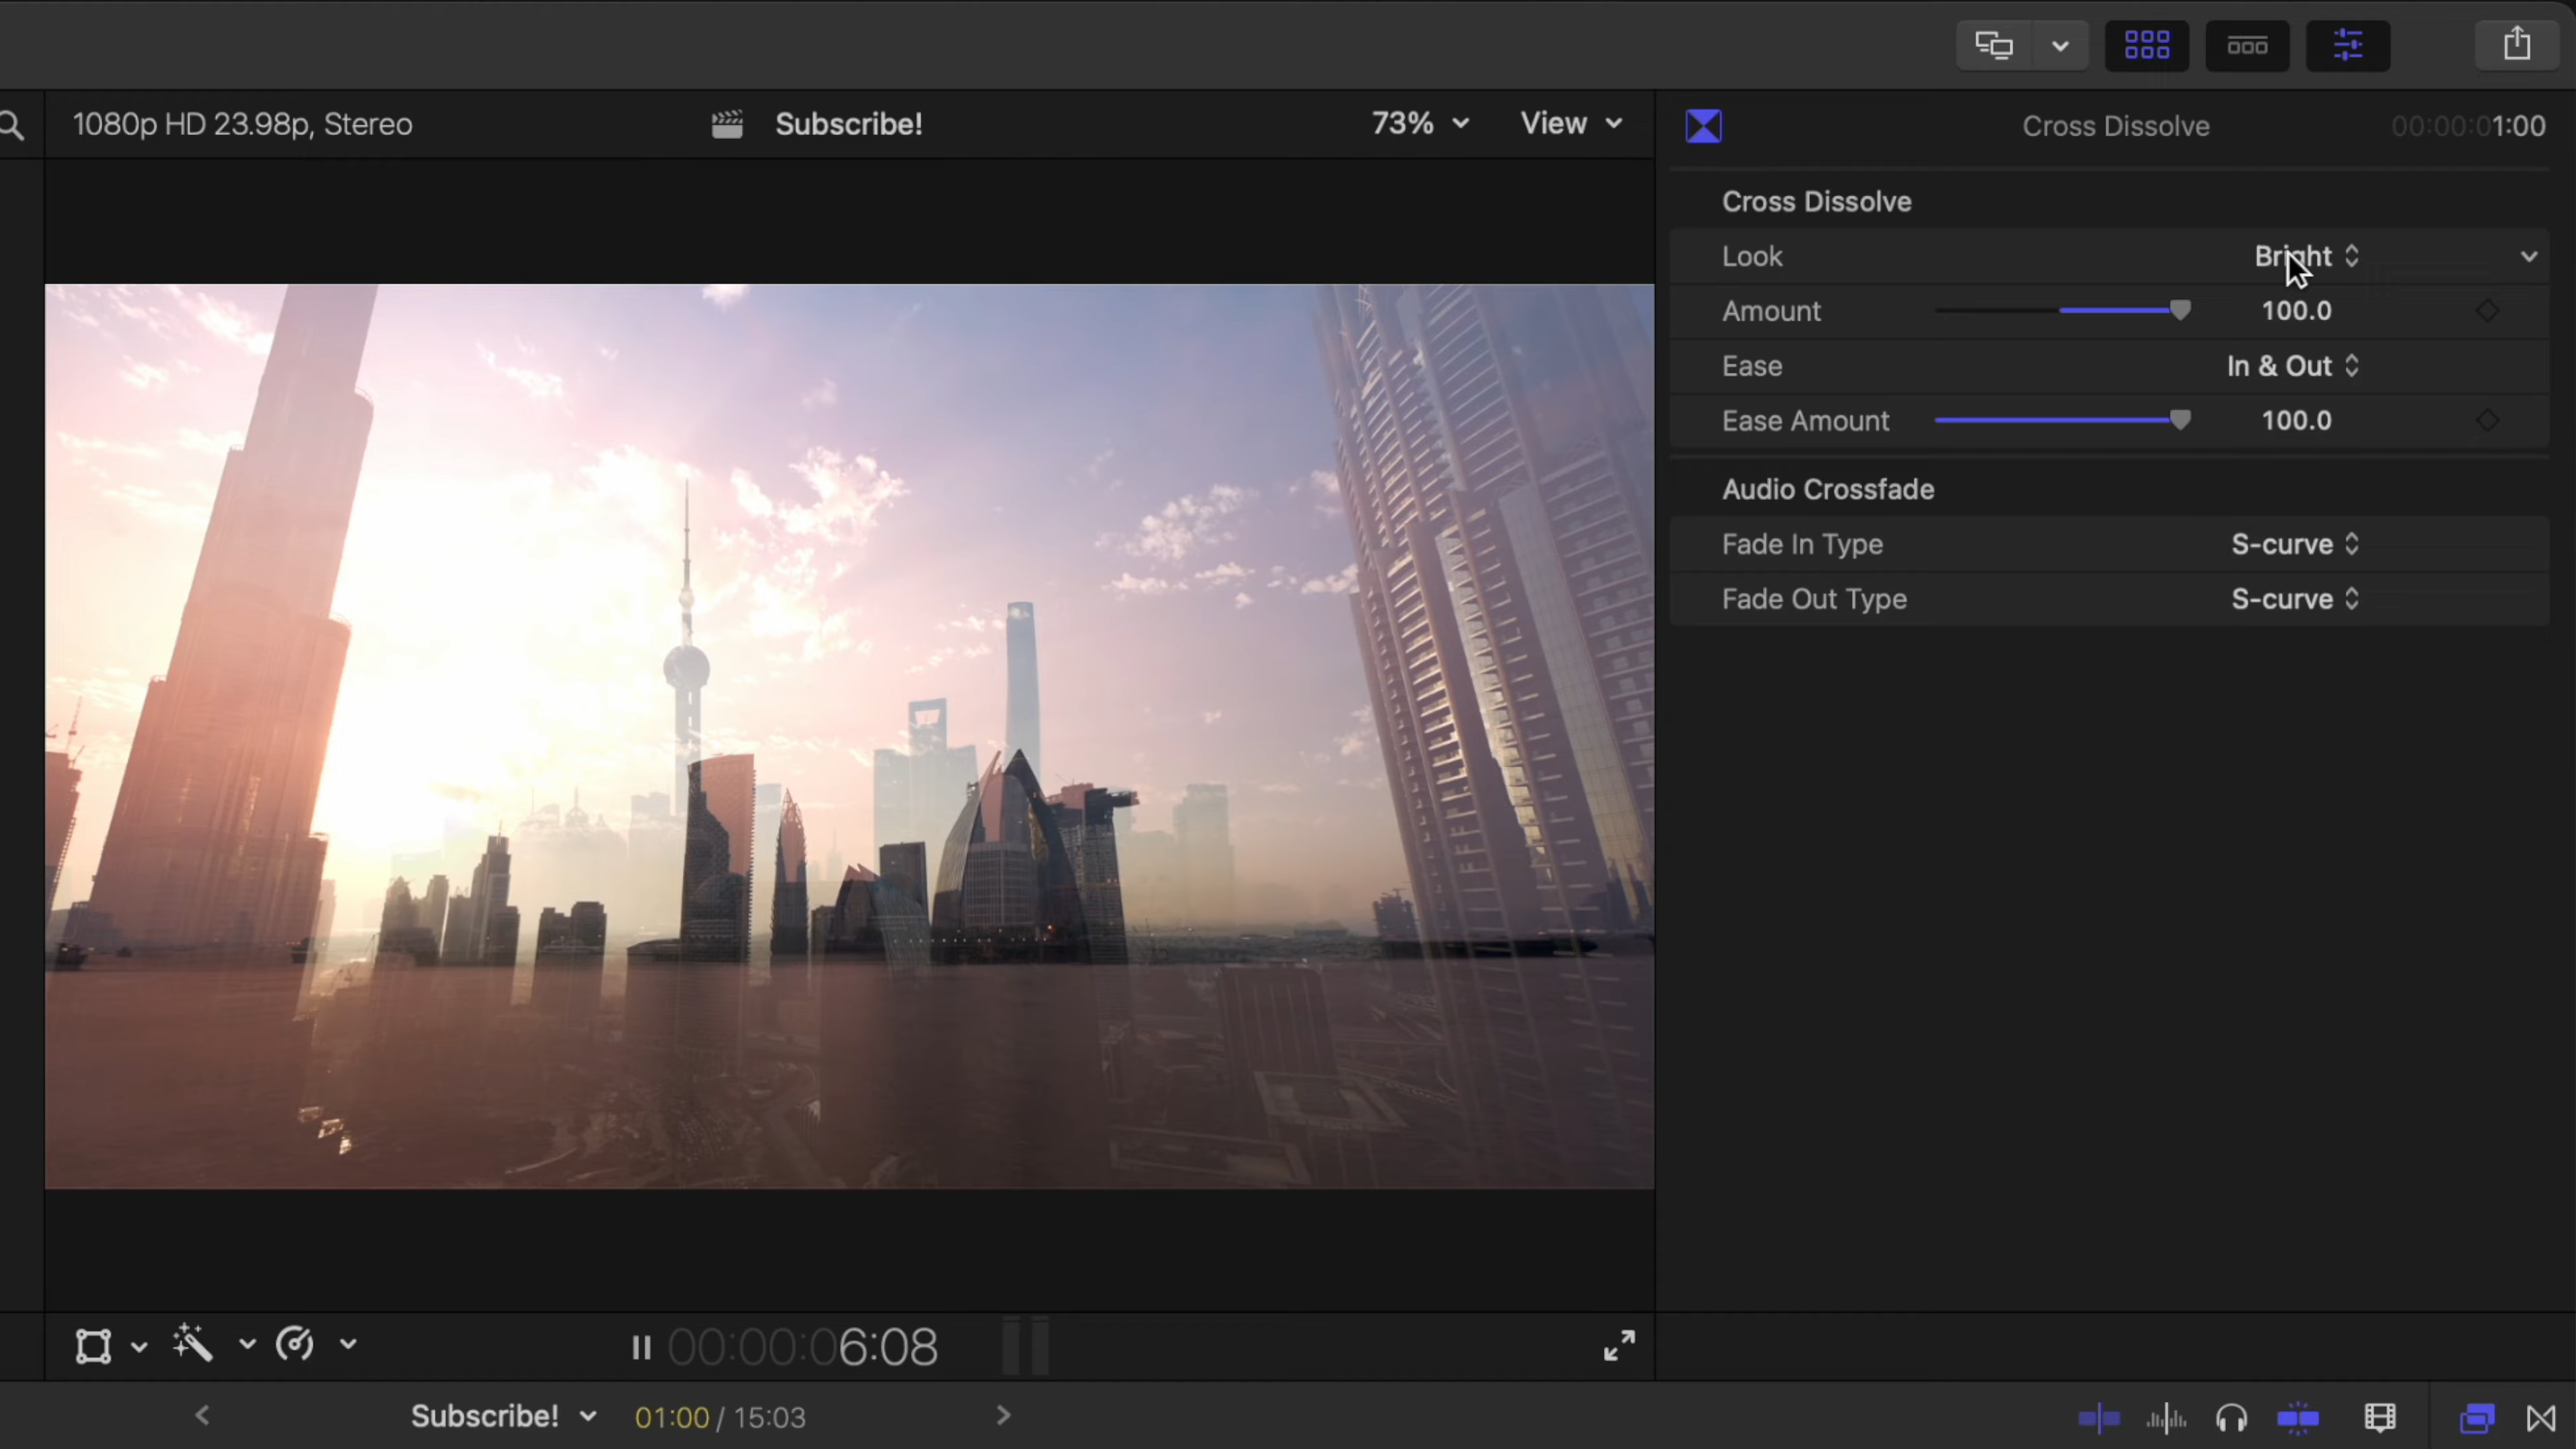 1080p HD 23.98p, Stereo
Subscribe!
73%
View
Cross Dissolve
00:00:01:00
Cross Dissolve
Look
Bright
Amount
100.0
Ease
In & Out
Ease Amount
100.0
Audio Crossfade
Fade In Type
S-curve
Fade Out Type
S-curve
00:00:06:08
Subscribe!
01:00 / 15:03